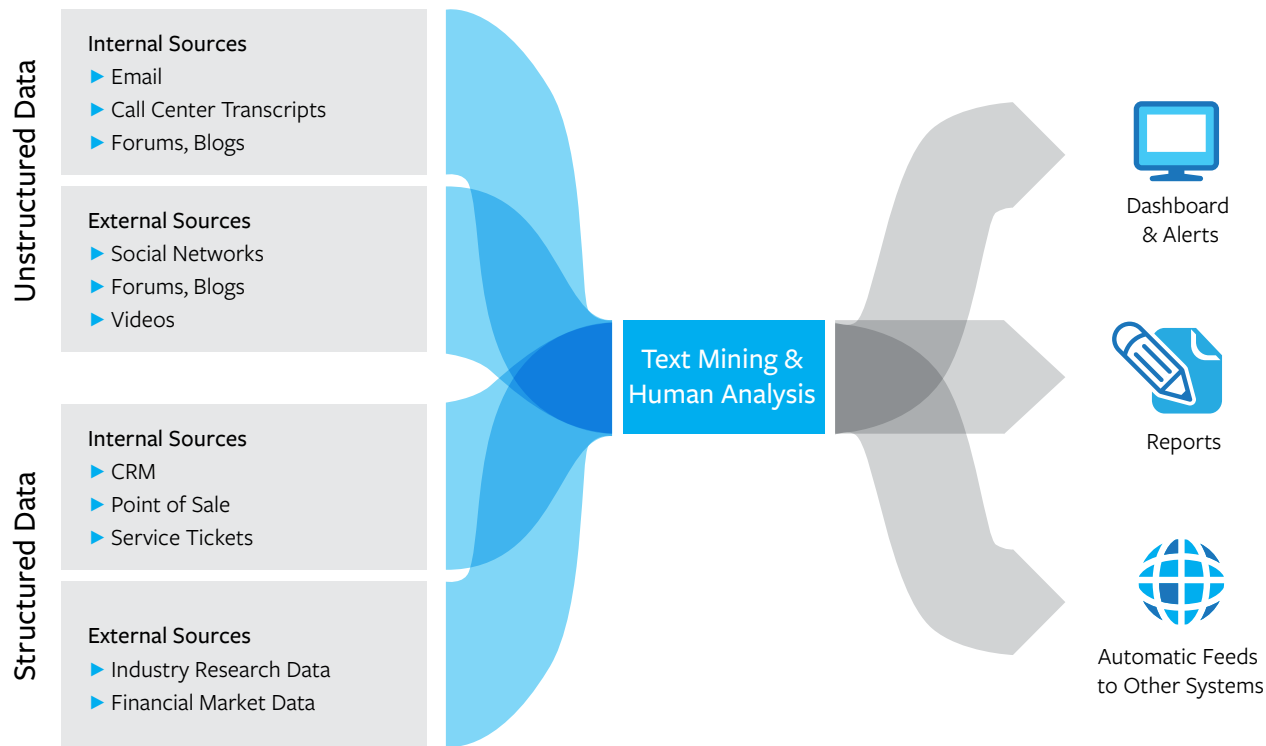 Unstructured Data
Internal Sources
Email
Call Center Transcripts
Forums, Blogs
External Sources
Social Networks
Forums, Blogs
Videos
Structured Data
Internal Sources
CRM
Point of Sale
Service Tickets
External Sources
Industry Research Data
Financial Market Data
Text Mining &
Human Analysis
Dashboard
& Alerts
Reports
Automatic Feeds
to Other Systems